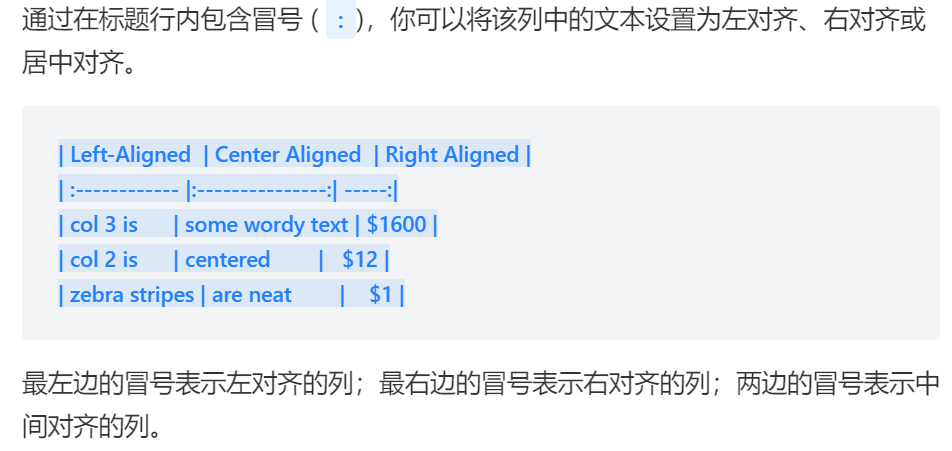 通过在标题行内包含冒号 ( : )，你可以将该列中的文本设置为左对齐、右对齐或
居中对齐。
| Left-Aligned  | Center Aligned  | Right Aligned |
| :------------ |:---------------:| -----:|
| col 3 is      | some wordy text | $1600 |
| col 2 is      | centered        |   $12 |
| zebra stripes | are neat        |    $1 |
最左边的冒号表示左对齐的列；最右边的冒号表示右对齐的列；两边的冒号表示中
间对齐的列。